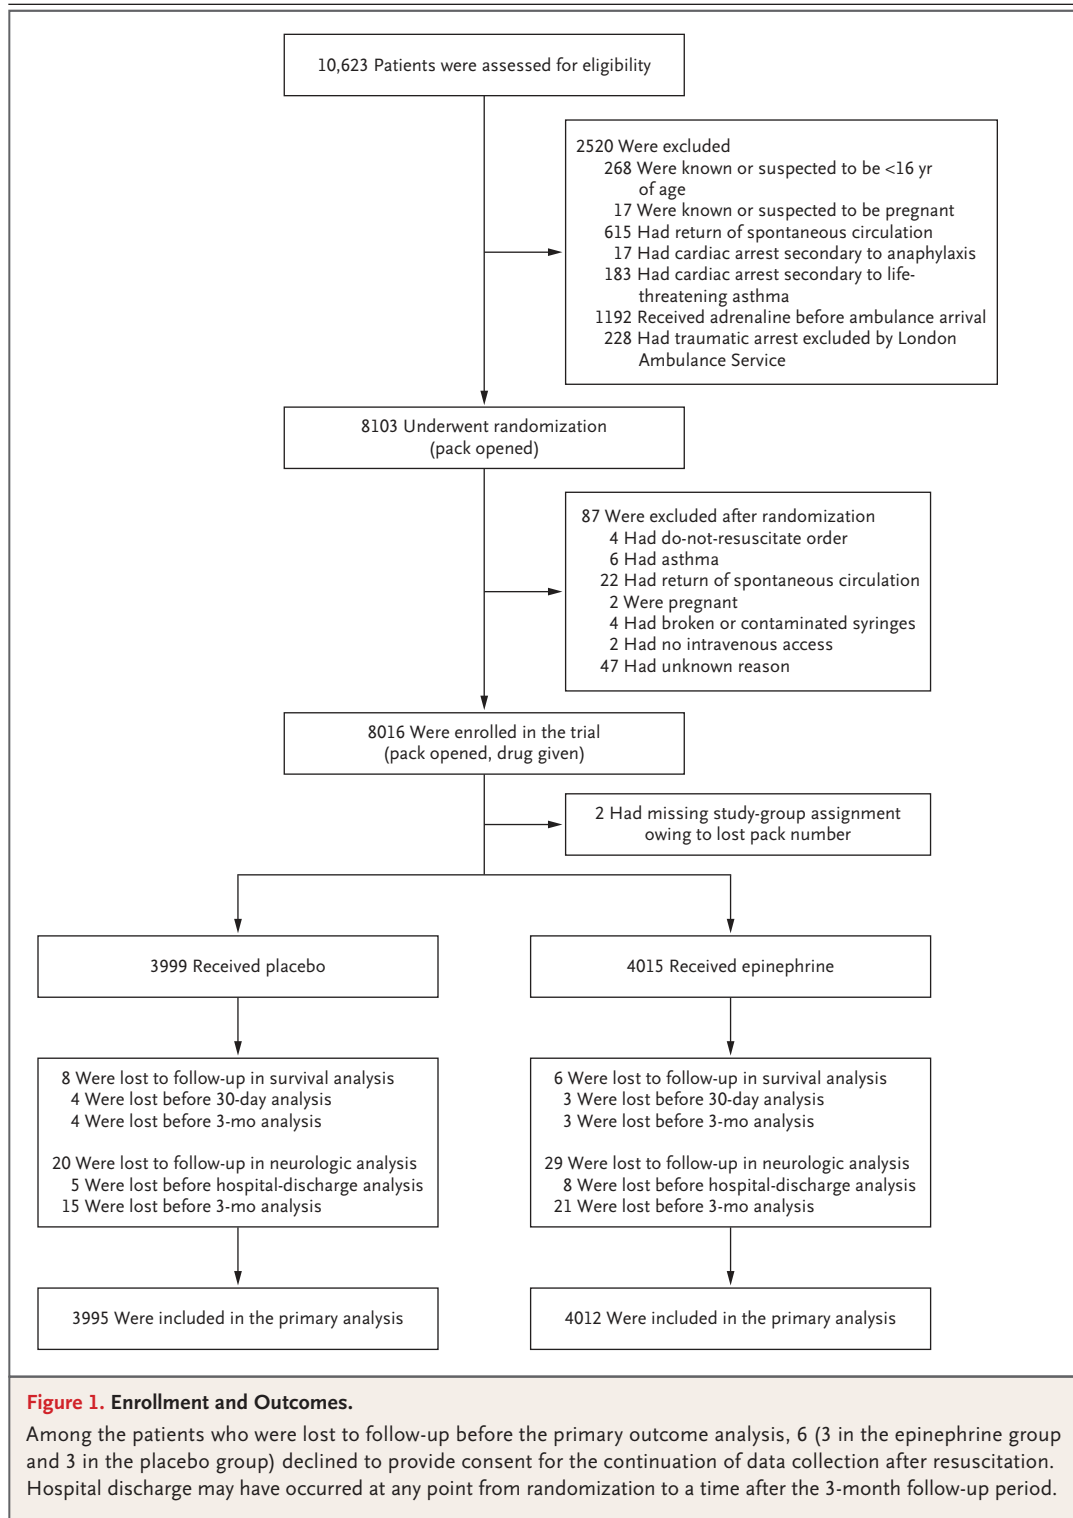 10,623 Patients were assessed for eligibility
2520 Were excluded
268 Were known or suspected to be <16 yr
of age
17 Were known or suspected to be pregnant
615 Had return of spontaneous circulation
17 Had cardiac arrest secondary to anaphylaxis
183 Had cardiac arrest secondary to life-
threatening asthma
1192 Received adrenaline before ambulance arrival
228 Had traumatic arrest excluded by London
Ambulance Service
8103 Underwent randomization
(pack opened)
87 Were excluded after randomization
4 Had do-not-resuscitate order
6 Had asthma
22 Had return of spontaneous circulation
2 Were pregnant
4 Had broken or contaminated syringes
2 Had no intravenous access
47 Had unknown reason
8016 Were enrolled in the trial
(pack opened, drug given)
2 Had missing study-group assignment
owing to lost pack number
3999 Received placebo
4015 Received epinephrine
8 Were lost to follow-up in survival analysis
4 Were lost before 30-day analysis
4 Were lost before 3-mo analysis
20 Were lost to follow-up in neurologic analysis
5 Were lost before hospital-discharge analysis
15 Were lost before 3-mo analysis
6 Were lost to follow-up in survival analysis
3 Were lost before 30-day analysis
3 Were lost before 3-mo analysis
29 Were lost to follow-up in neurologic analysis
8 Were lost before hospital-discharge analysis
21 Were lost before 3-mo analysis
3995 Were included in the primary analysis
4012 Were included in the primary analysis
Figure 1. Enrollment and Outcomes.
Among the patients who were lost to follow-up before the primary outcome analysis, 6 (3 in the epinephrine group
and 3 in the placebo group) declined to provide consent for the continuation of data collection after resuscitation.
Hospital discharge may have occurred at any point from randomization to a time after the 3-month follow-up period.